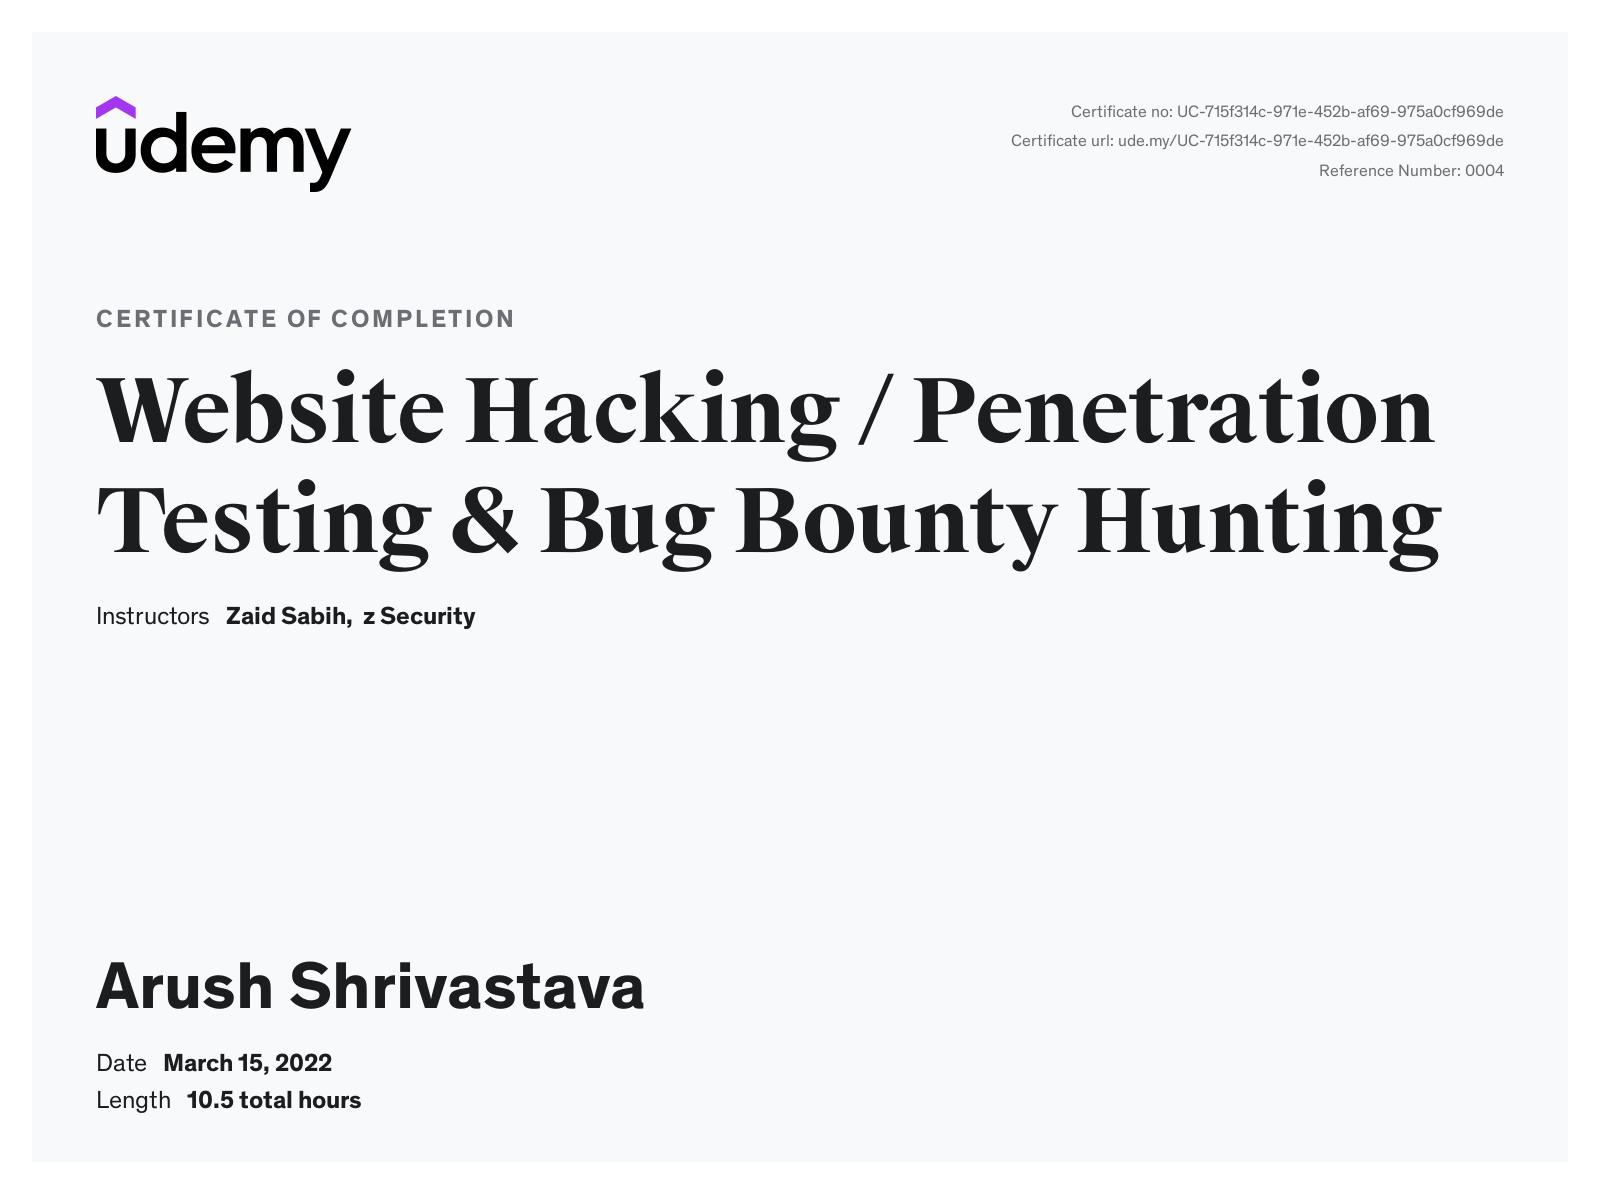 udemy
Certificate no: UC-715f314c-971e-452b-af69-975a0cf969de
Certificate url: ude.my/UC-715f314c-971e-452b-af69-975a0cf969de
Reference Number: 0004
CERTIFICATE OF COMPLETION
Website Hacking / Penetration
Testing & Bug Bounty Hunting
Instructors Zaid Sabih, z Security
Arush Shrivastava
Date March 15, 2022
Length 10.5 total hours